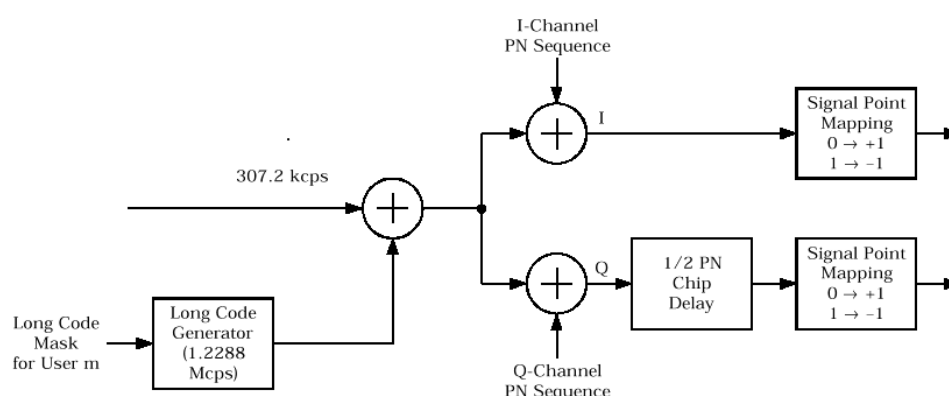 I-Channel
PN Sequence
I
Signal Point
Mapping
0 → +1
1 → –1
307.2 kcps
Q
1/2 PN
Chip
Delay
Signal Point
Mapping
0 → +1
1 → –1
Long Code
Mask
for User m
Long Code
Generator
(1.2288
Mcps)
Q-Channel
PN Sequence